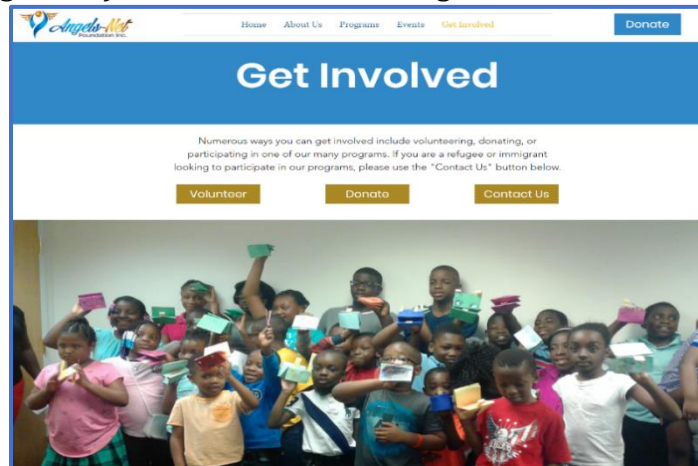 Angels-Net
Foundation Inc.
Home About Us Programs Events Get Involved
Donate
Get Involved
Numerous ways you can get involved include volunteering, donating, or
participating in one of our many programs. If you are a refugee or immigrant
looking to participate in our programs, please use the "Contact Us" button below.
Volunteer Donate Contact Us